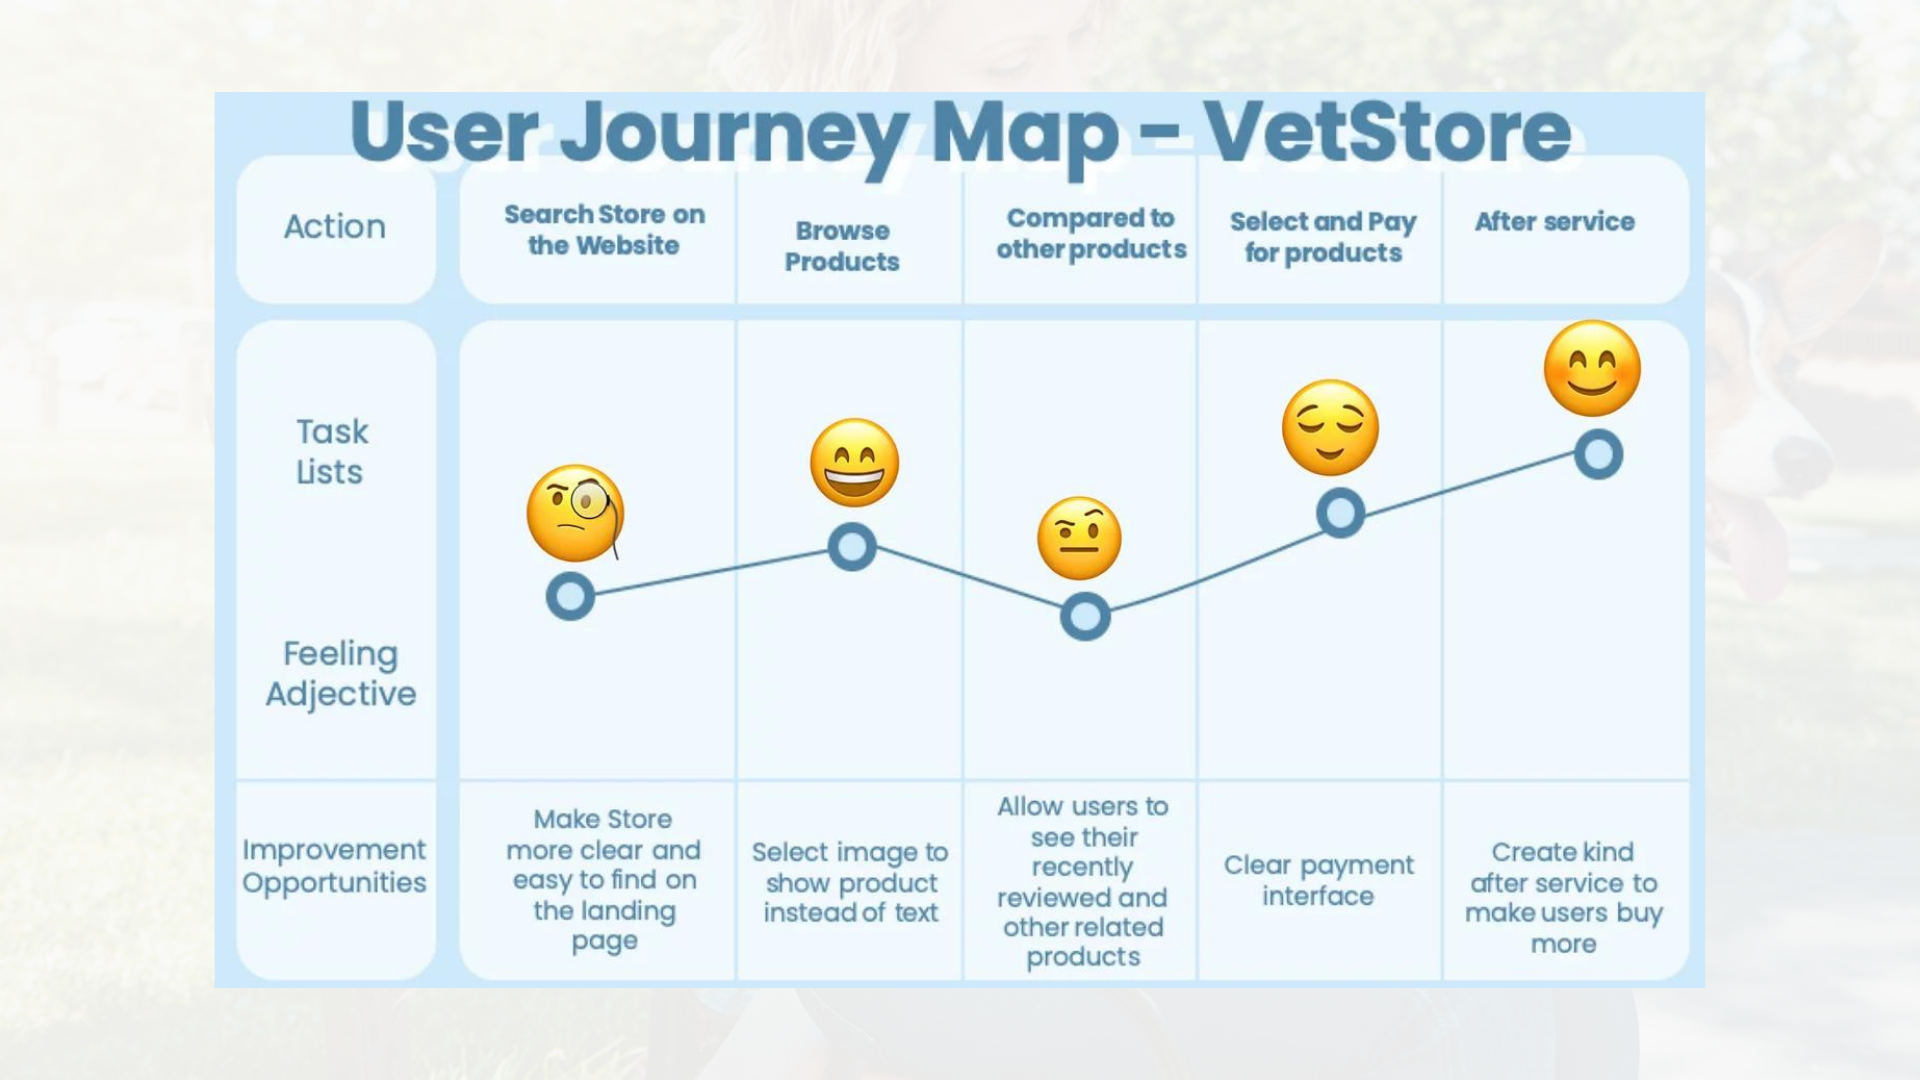 User Journey Map - VetStore
Action
Search Store on
the Website
Browse
Products
Compared to
other products
Select and Pay
for products
After service
Task
Lists
Feeling
Adjective
Improvement
Opportunities
Make Store
more clear and
easy to find on
the landing
page
Select image to
show product
instead of text
Allow users to
see their
recently
reviewed and
other related
products
Clear payment
interface
Create kind
after service to
make users buy
more